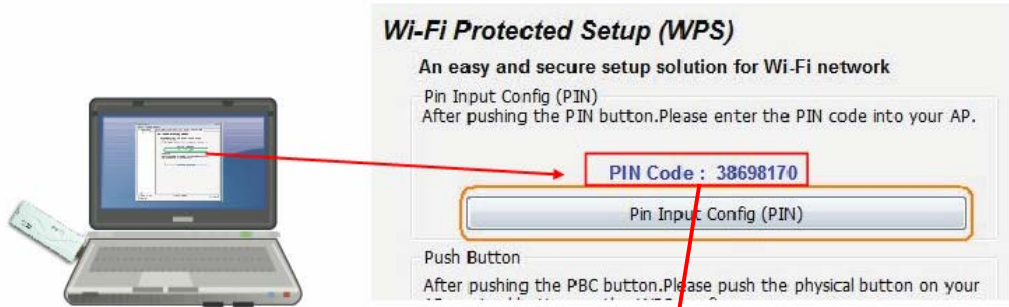 Wi-Fi Protected Setup (WPS)
An easy and secure setup solution for Wi-Fi network
Pin Input Config (PIN)
After pushing the PIN button.Please enter the PIN code into your AP.
PIN Code : 38698170
Pin Input Config (PIN)
Push Button
After pushing the PBC button.Please push the physical button on your